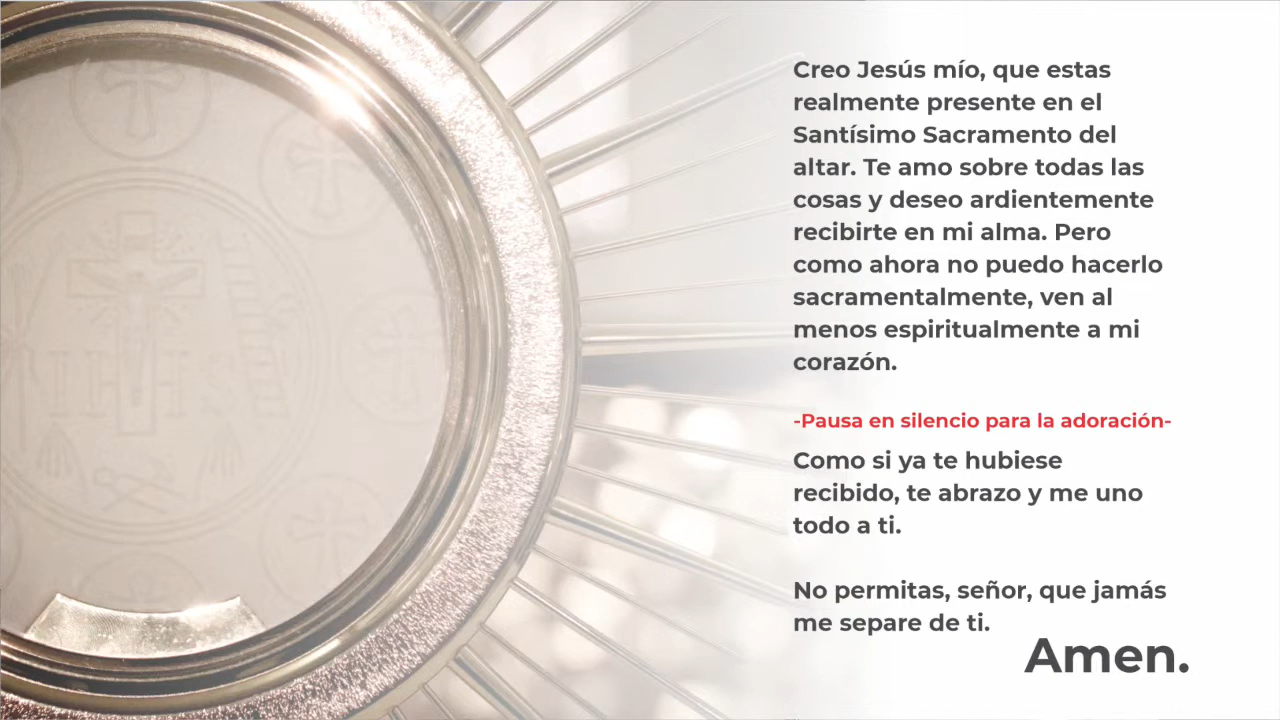 Creo Jesús mío, que estas
realmente presente en el
Santísimo Sacramento del
altar. Te amo sobre todas las
cosas y deseo ardientemente
recibirte en mi alma. Pero
como ahora no puedo hacerlo
sacramentalmente, ven al
menos espiritualmente a mi
corazón.
-Pausa en silencio para la adoración-
Como si ya te hubiese
recibido, te abrazo y me uno
todo a ti.
No permitas, señor, que jamás
me separe de ti.
Amen.
IHS